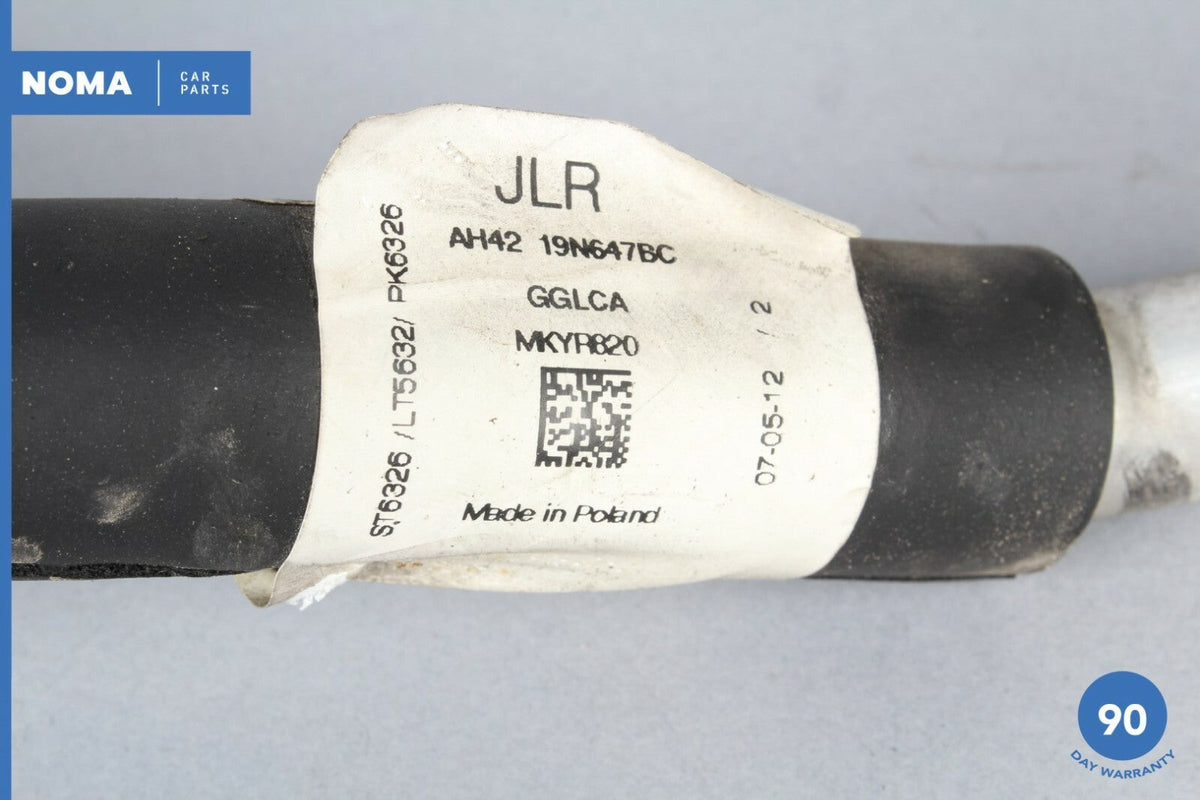 NOMA
CAR
PARTS
JLR
AH42 19N647BC
GGLCA
MKYR820
Made in Poland
ST6326 /LT5632/ PK6326
07-05-12 / 2
90
DAY WARRANTY